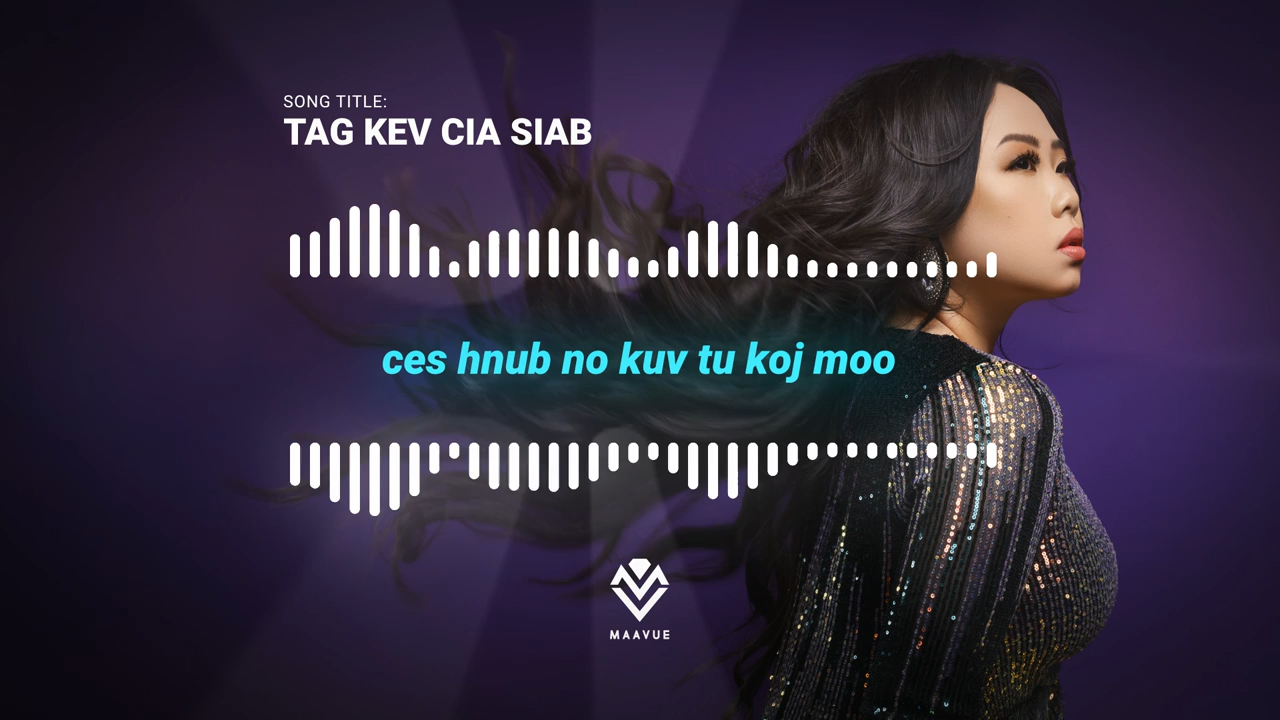 SONG TITLE:
TAG KEV CIA SIAB
ces hnub no kuv tu koj moo
MAAVUE